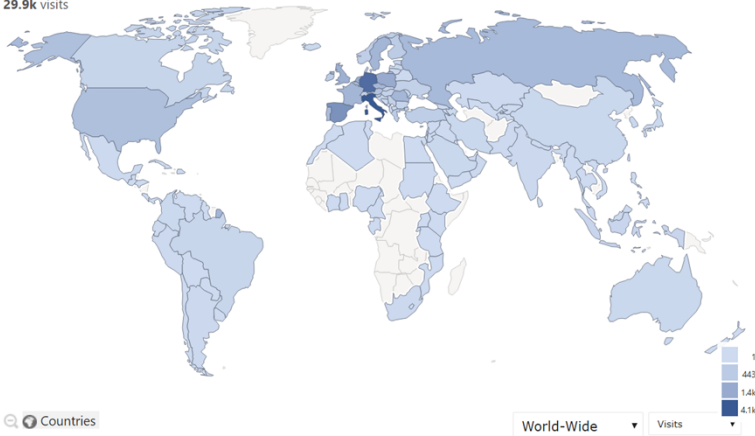 29.9k visits
1
443
1.4k
4.1k
Countries
World-Wide
Visits